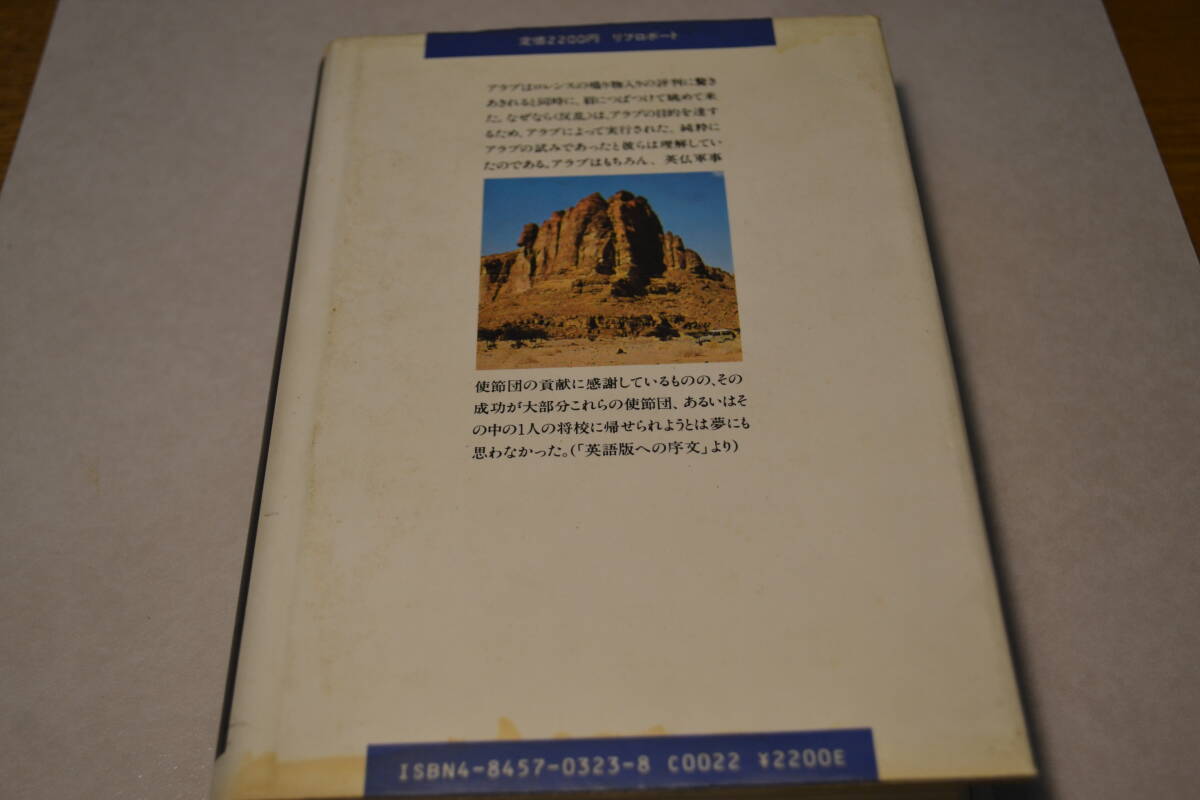 定価2200円 リブロポート
アラブはロレンスの鳴り物入りの評判に驚き
あきれると同時に、眉につばつけて眺めて来
た。なぜなら〈反乱〉は、アラブの目的を達す
るため、アラブによって実行された、純粋に
アラブの試みであったと彼らは理解してい
たのである。アラブはもちろん、英仏軍事
使節団の貢献に感謝しているものの、その
成功が大部分これらの使節団、あるいはそ
の中の1人の将校に帰せられようとは夢にも
思わなかった。(「英語版への序文」より)
ISBN4-8457-0323-8 C0022 ¥2200E